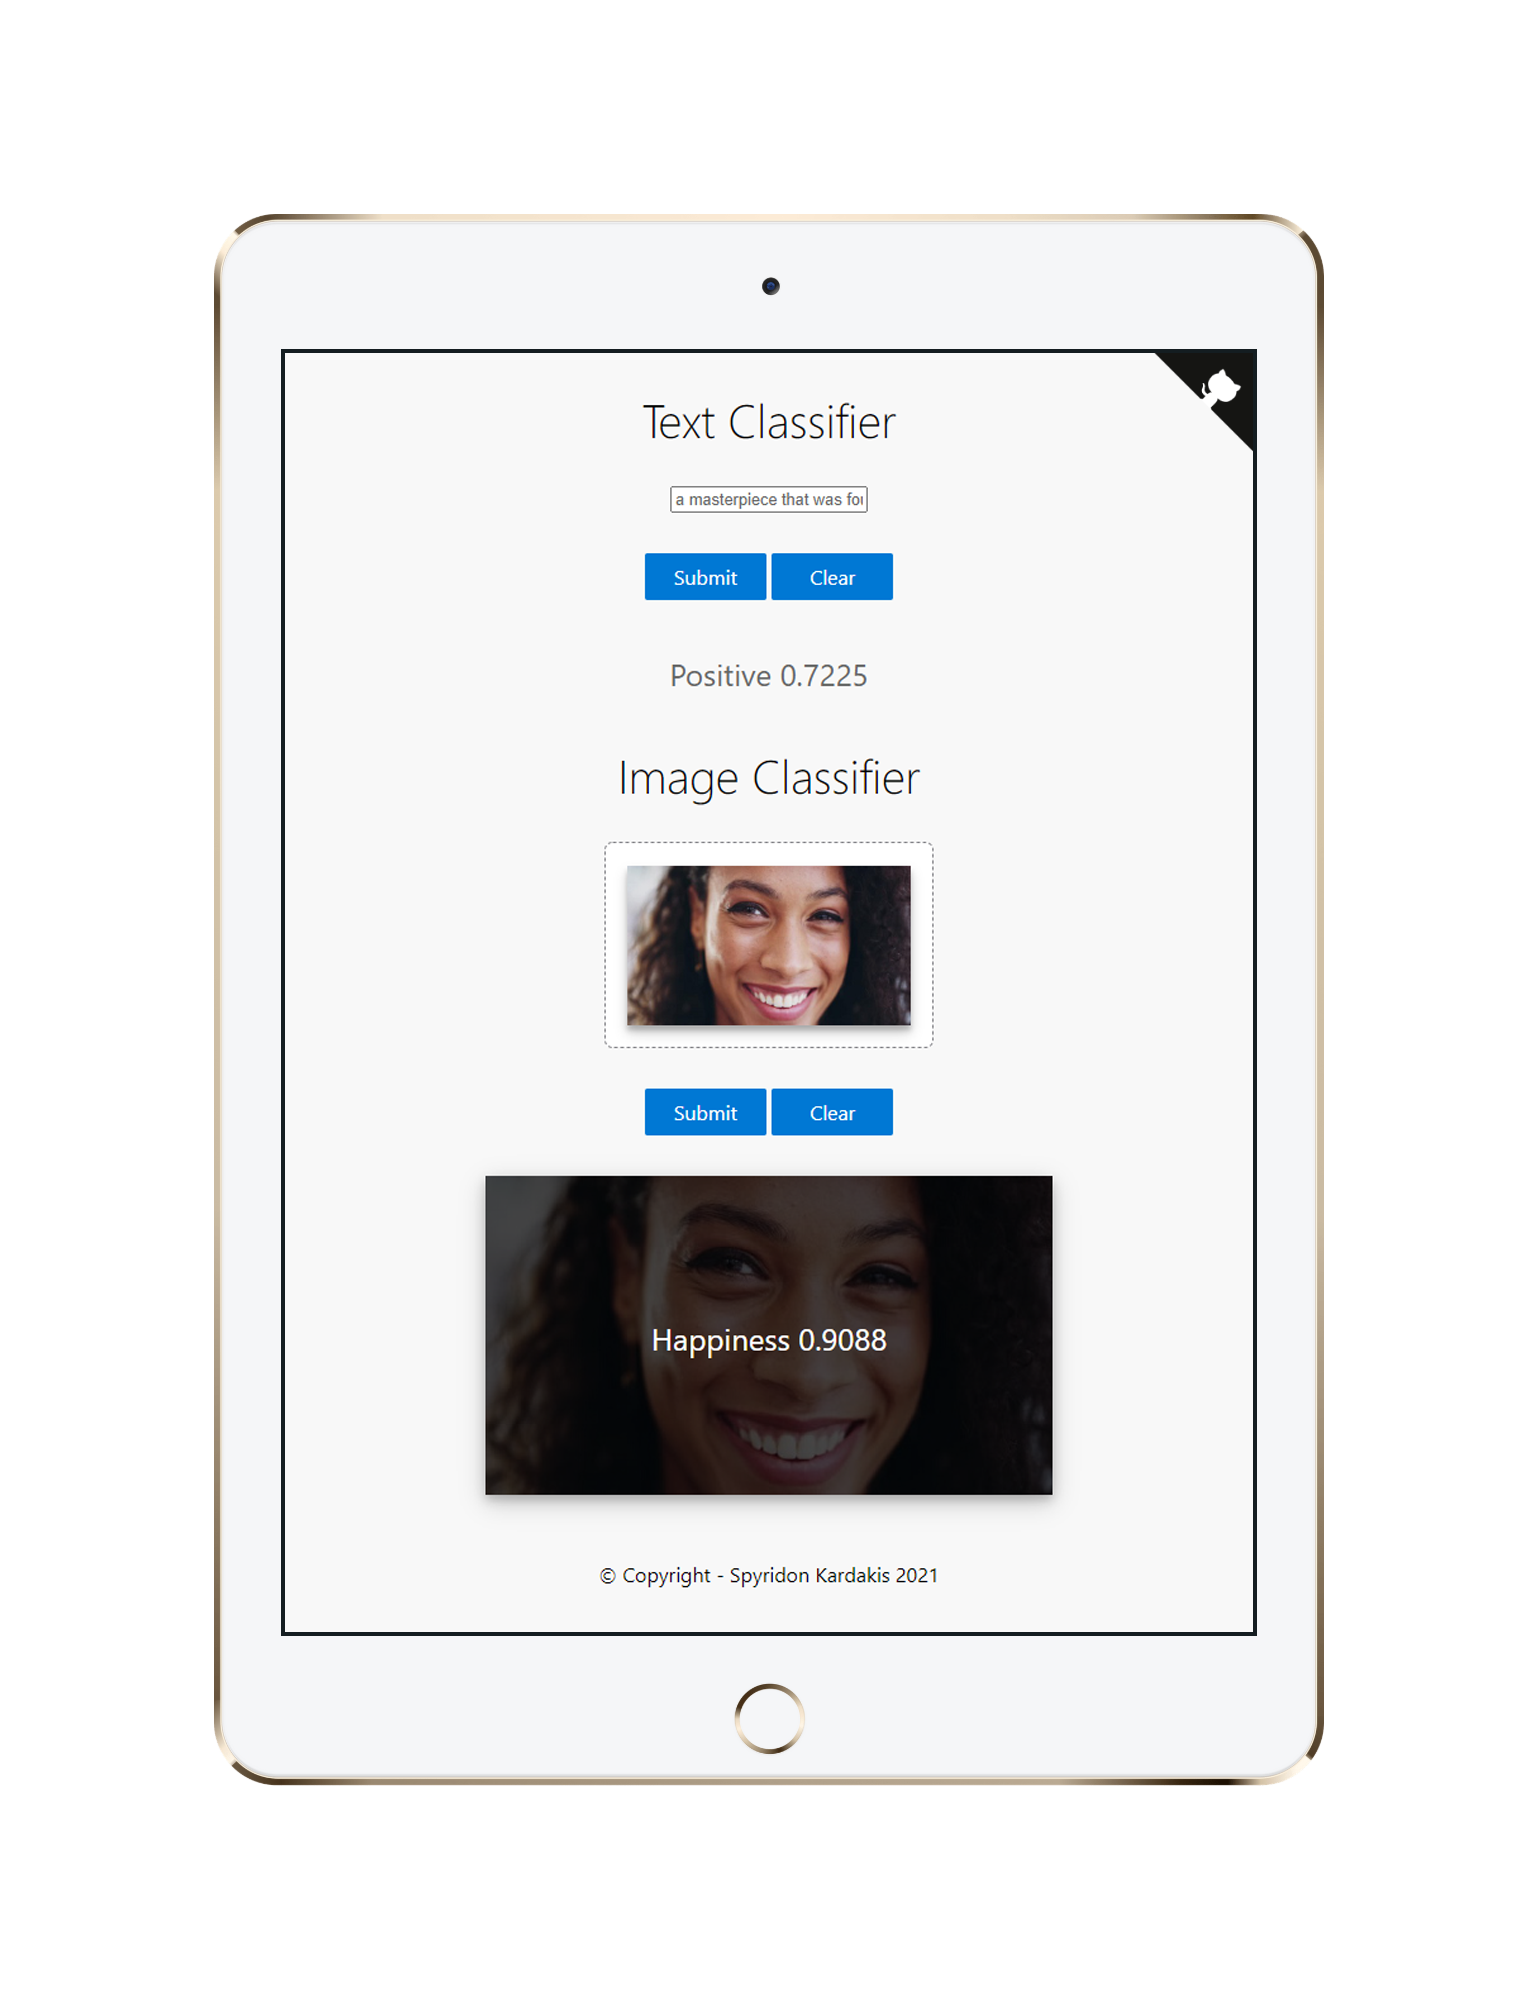 Text Classifier
a masterpiece that was
Submit Clear
Positive 0.7225
Image Classifier
Submit Clear
Happiness 0.9088
© Copyright - Spyridon Kardakis 2021